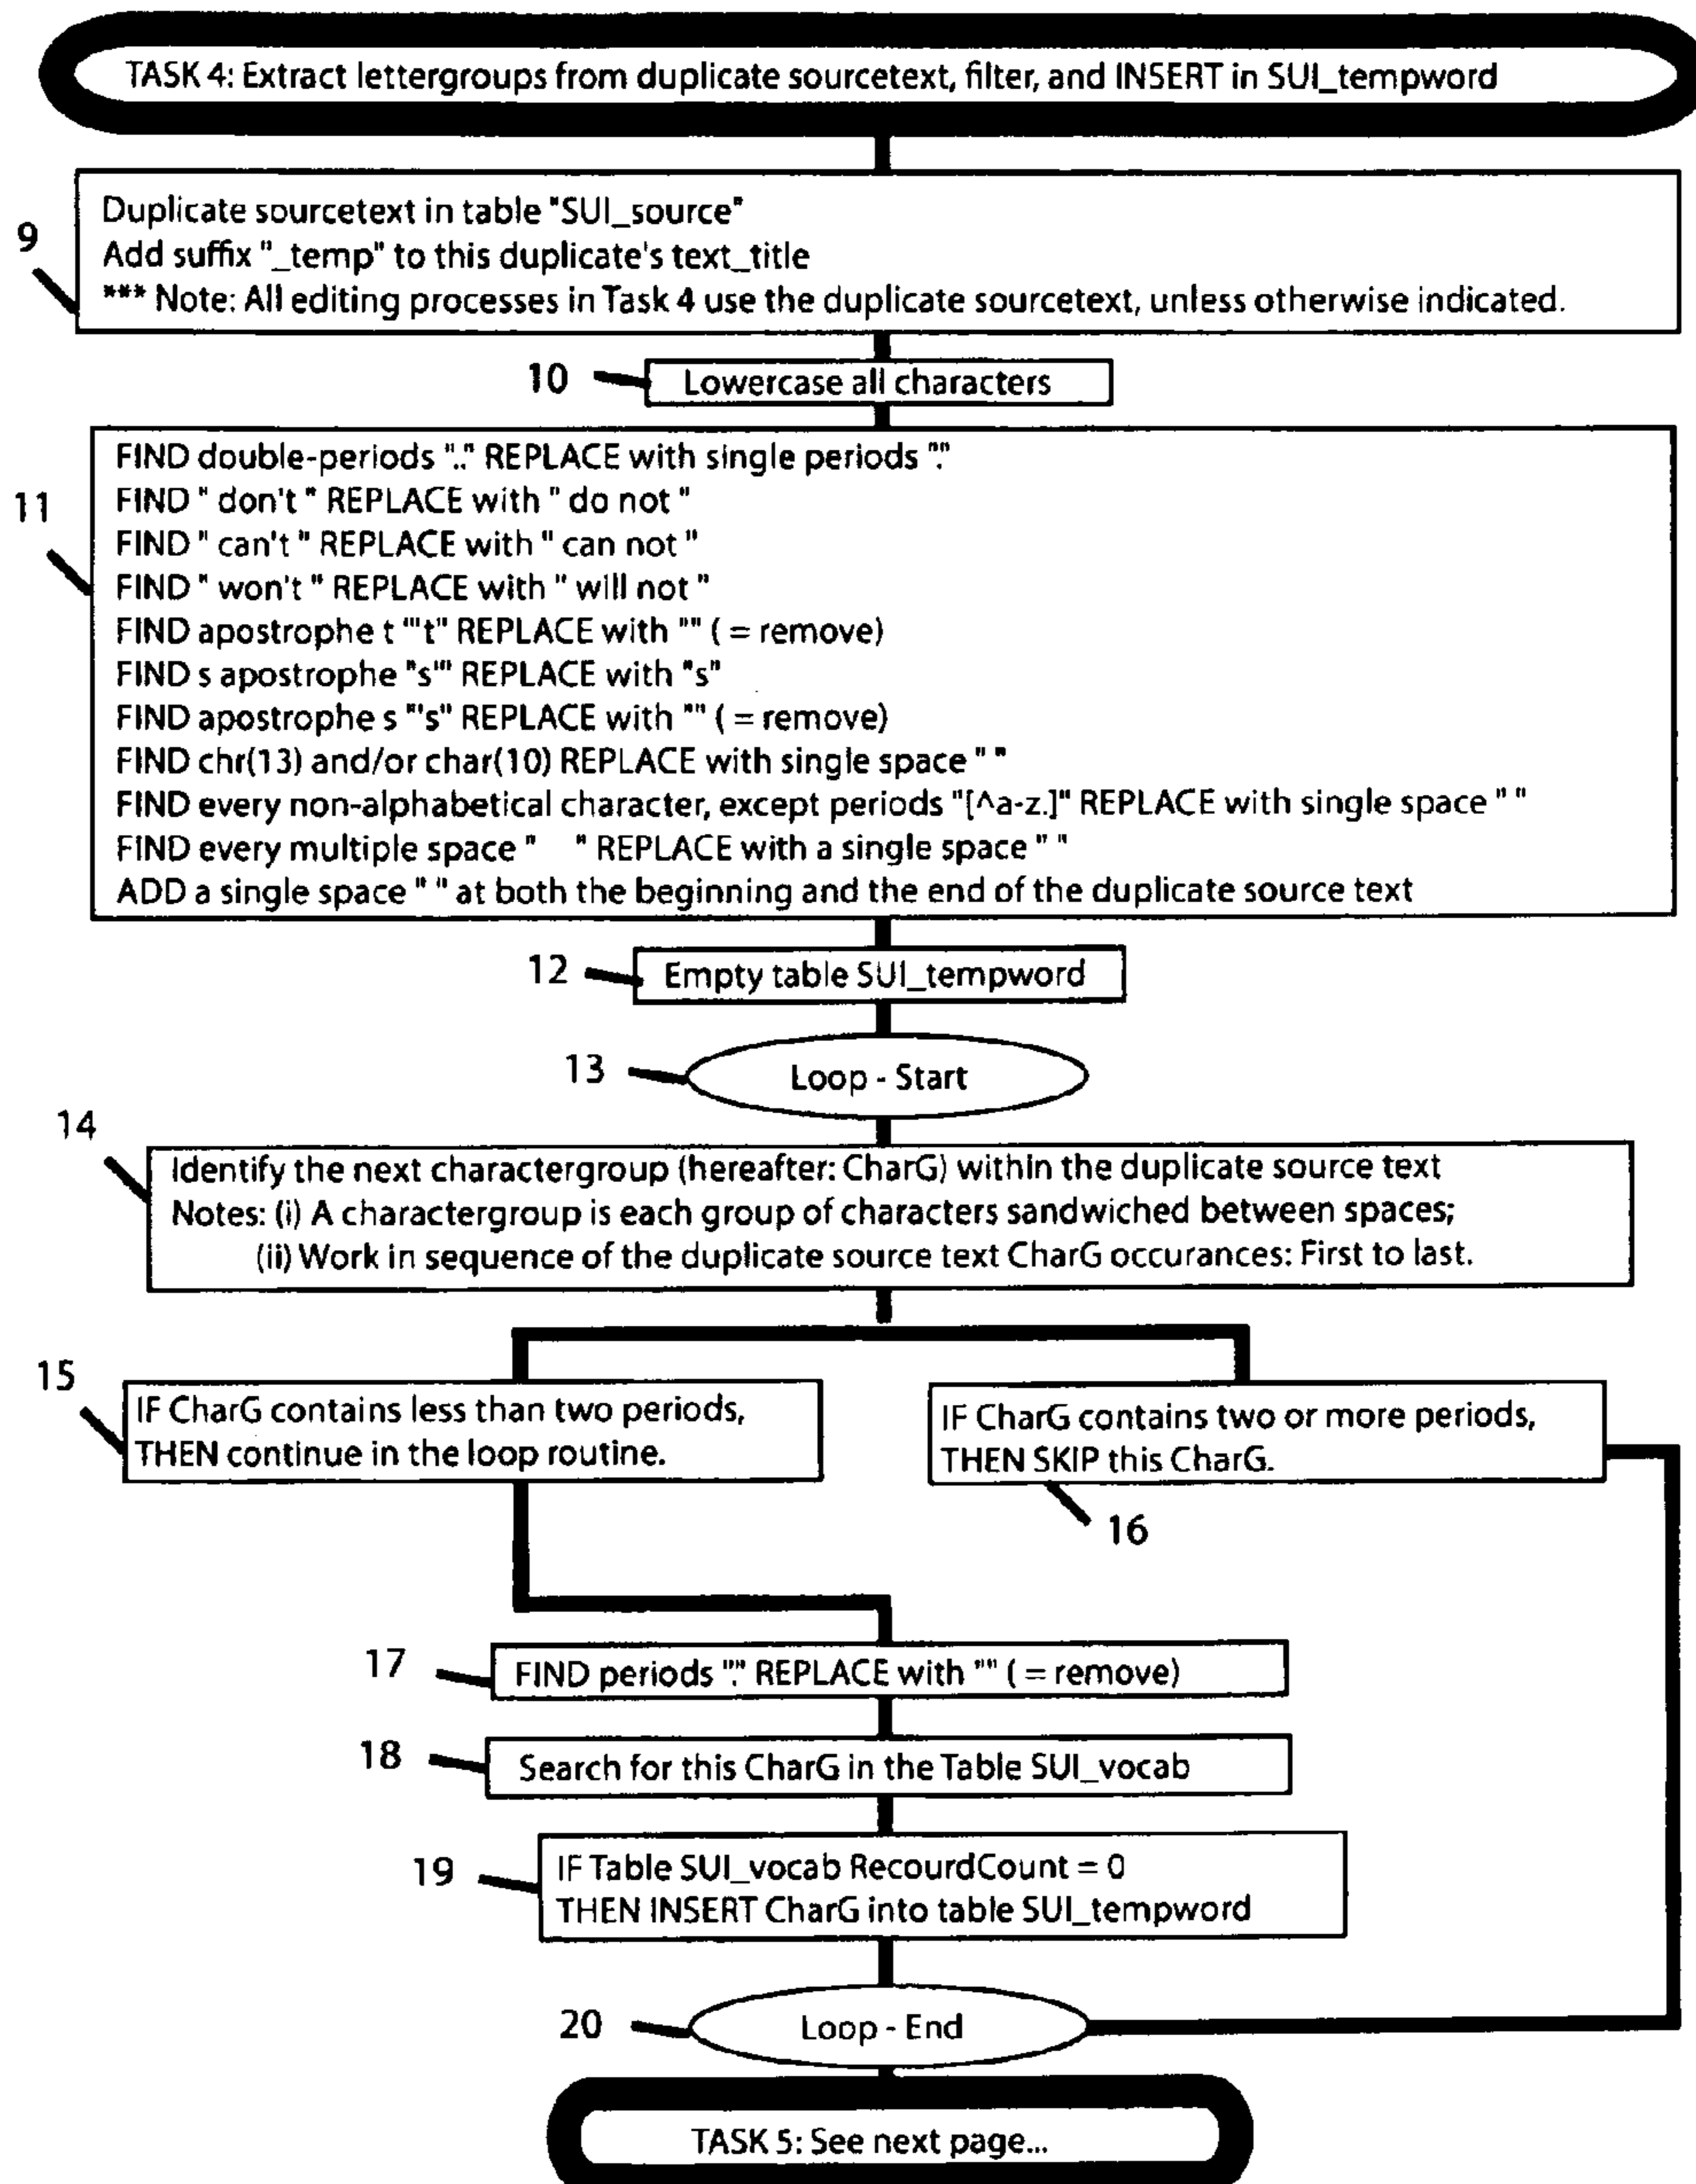 TASK 4: Extract lettergroups from duplicate sourcetext, filter, and INSERT in SUI_tempword
9
Duplicate sourcetext in table "SUI_source"
Add suffix "_temp" to this duplicate's text_title
*** Note: All editing processes in Task 4 use the duplicate sourcetext, unless otherwise indicated.
10
Lowercase all characters
11
FIND double-periods ".." REPLACE with single periods "."
FIND " don't " REPLACE with " do not "
FIND " can't " REPLACE with " can not "
FIND " won't " REPLACE with " will not "
FIND apostrophe t "'t" REPLACE with "" ( = remove)
FIND s apostrophe "s'" REPLACE with "s"
FIND apostrophe s "'s" REPLACE with "" ( = remove)
FIND chr(13) and/or char(10) REPLACE with single space " "
FIND every non-alphabetical character, except periods "[^a-z.]" REPLACE with single space " "
FIND every multiple space "   " REPLACE with a single space " "
ADD a single space " " at both the beginning and the end of the duplicate source text
12
Empty table SUI_tempword
13
Loop - Start
14
Identify the next charactergroup (hereafter: CharG) within the duplicate source text
Notes: (i) A charactergroup is each group of characters sandwiched between spaces;
(ii) Work in sequence of the duplicate source text CharG occurances: First to last.
15
IF CharG contains less than two periods,
THEN continue in the loop routine.
IF CharG contains two or more periods,
THEN SKIP this CharG.
16
17
FIND periods "." REPLACE with "" ( = remove)
18
Search for this CharG in the Table SUI_vocab
19
IF Table SUI_vocab RecourdCount = 0
THEN INSERT CharG into table SUI_tempword
20
Loop - End
TASK 5: See next page...